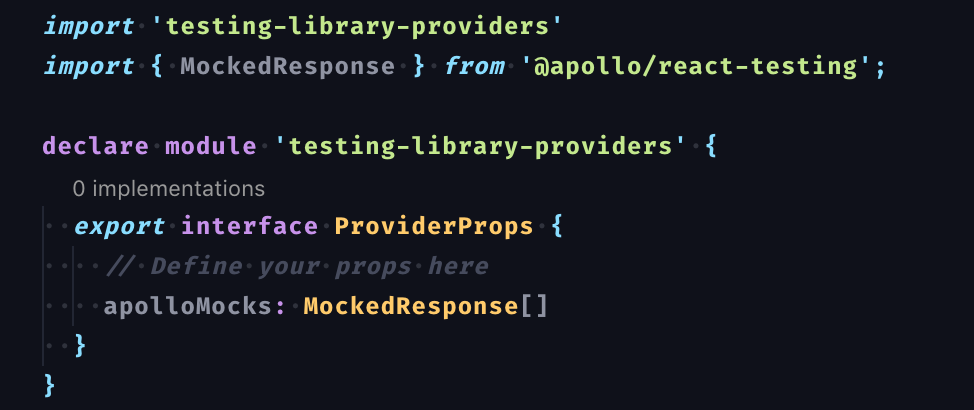 import 'testing-library-providers'
import { MockedResponse } from '@apollo/react-testing';
declare module 'testing-library-providers' {
0 implementations
export interface ProviderProps {
// Define your props here
apolloMocks: MockedResponse[]
}
}